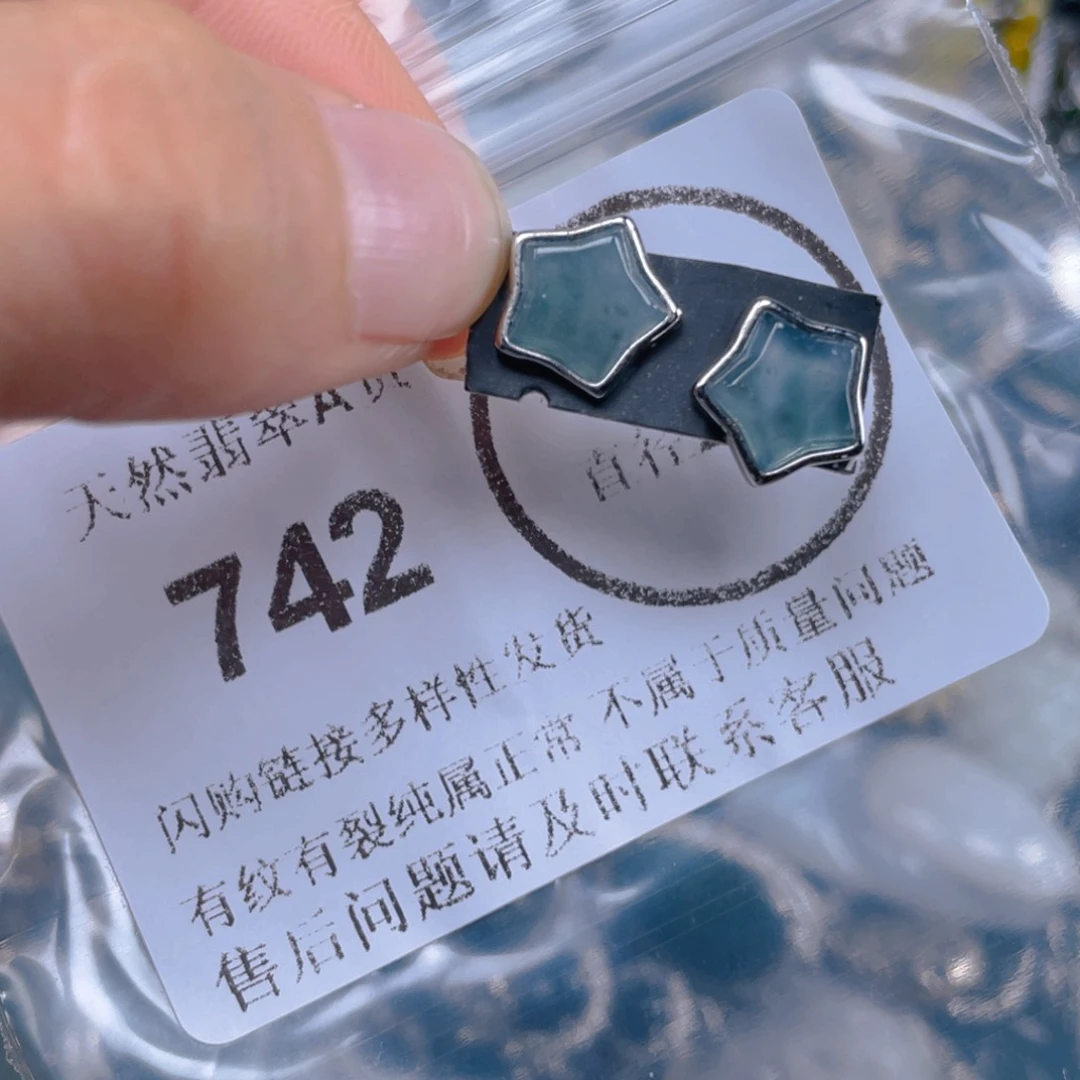 天然翡翠A货
742
自行
闪购链接多样性发货
有纹有裂纯属正常 不属于质量问题
售后问题请及时联系客服